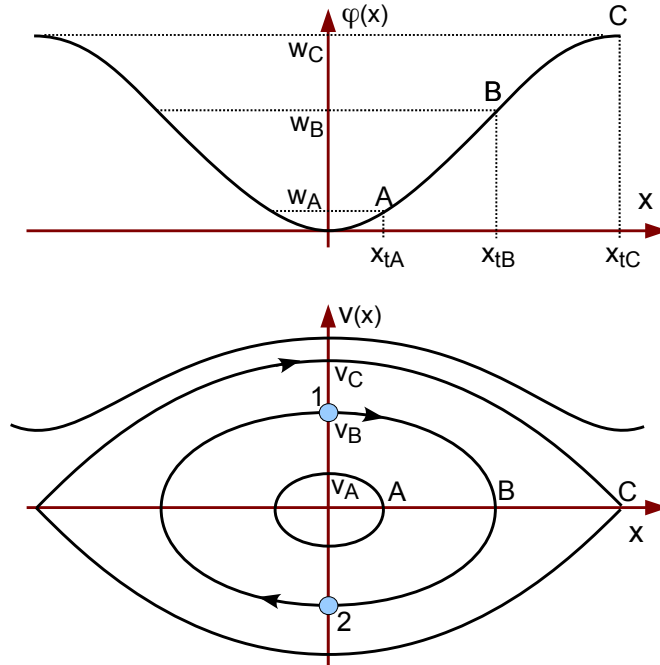 φ(x)
C
w_C
B
w_B
w_A
A
x
x_tA
x_tB
x_tC
v(x)
v_C
1
v_B
v_A
A
B
C
x
2